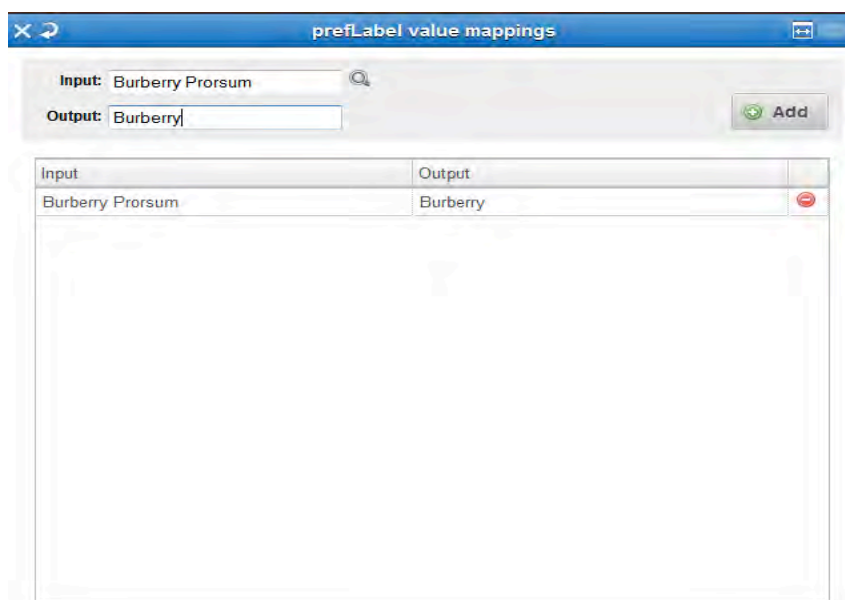 prefLabel value mappings
Input: Burberry Prorsum
Output: Burberry
Add
Input Output
Burberry Prorsum Burberry